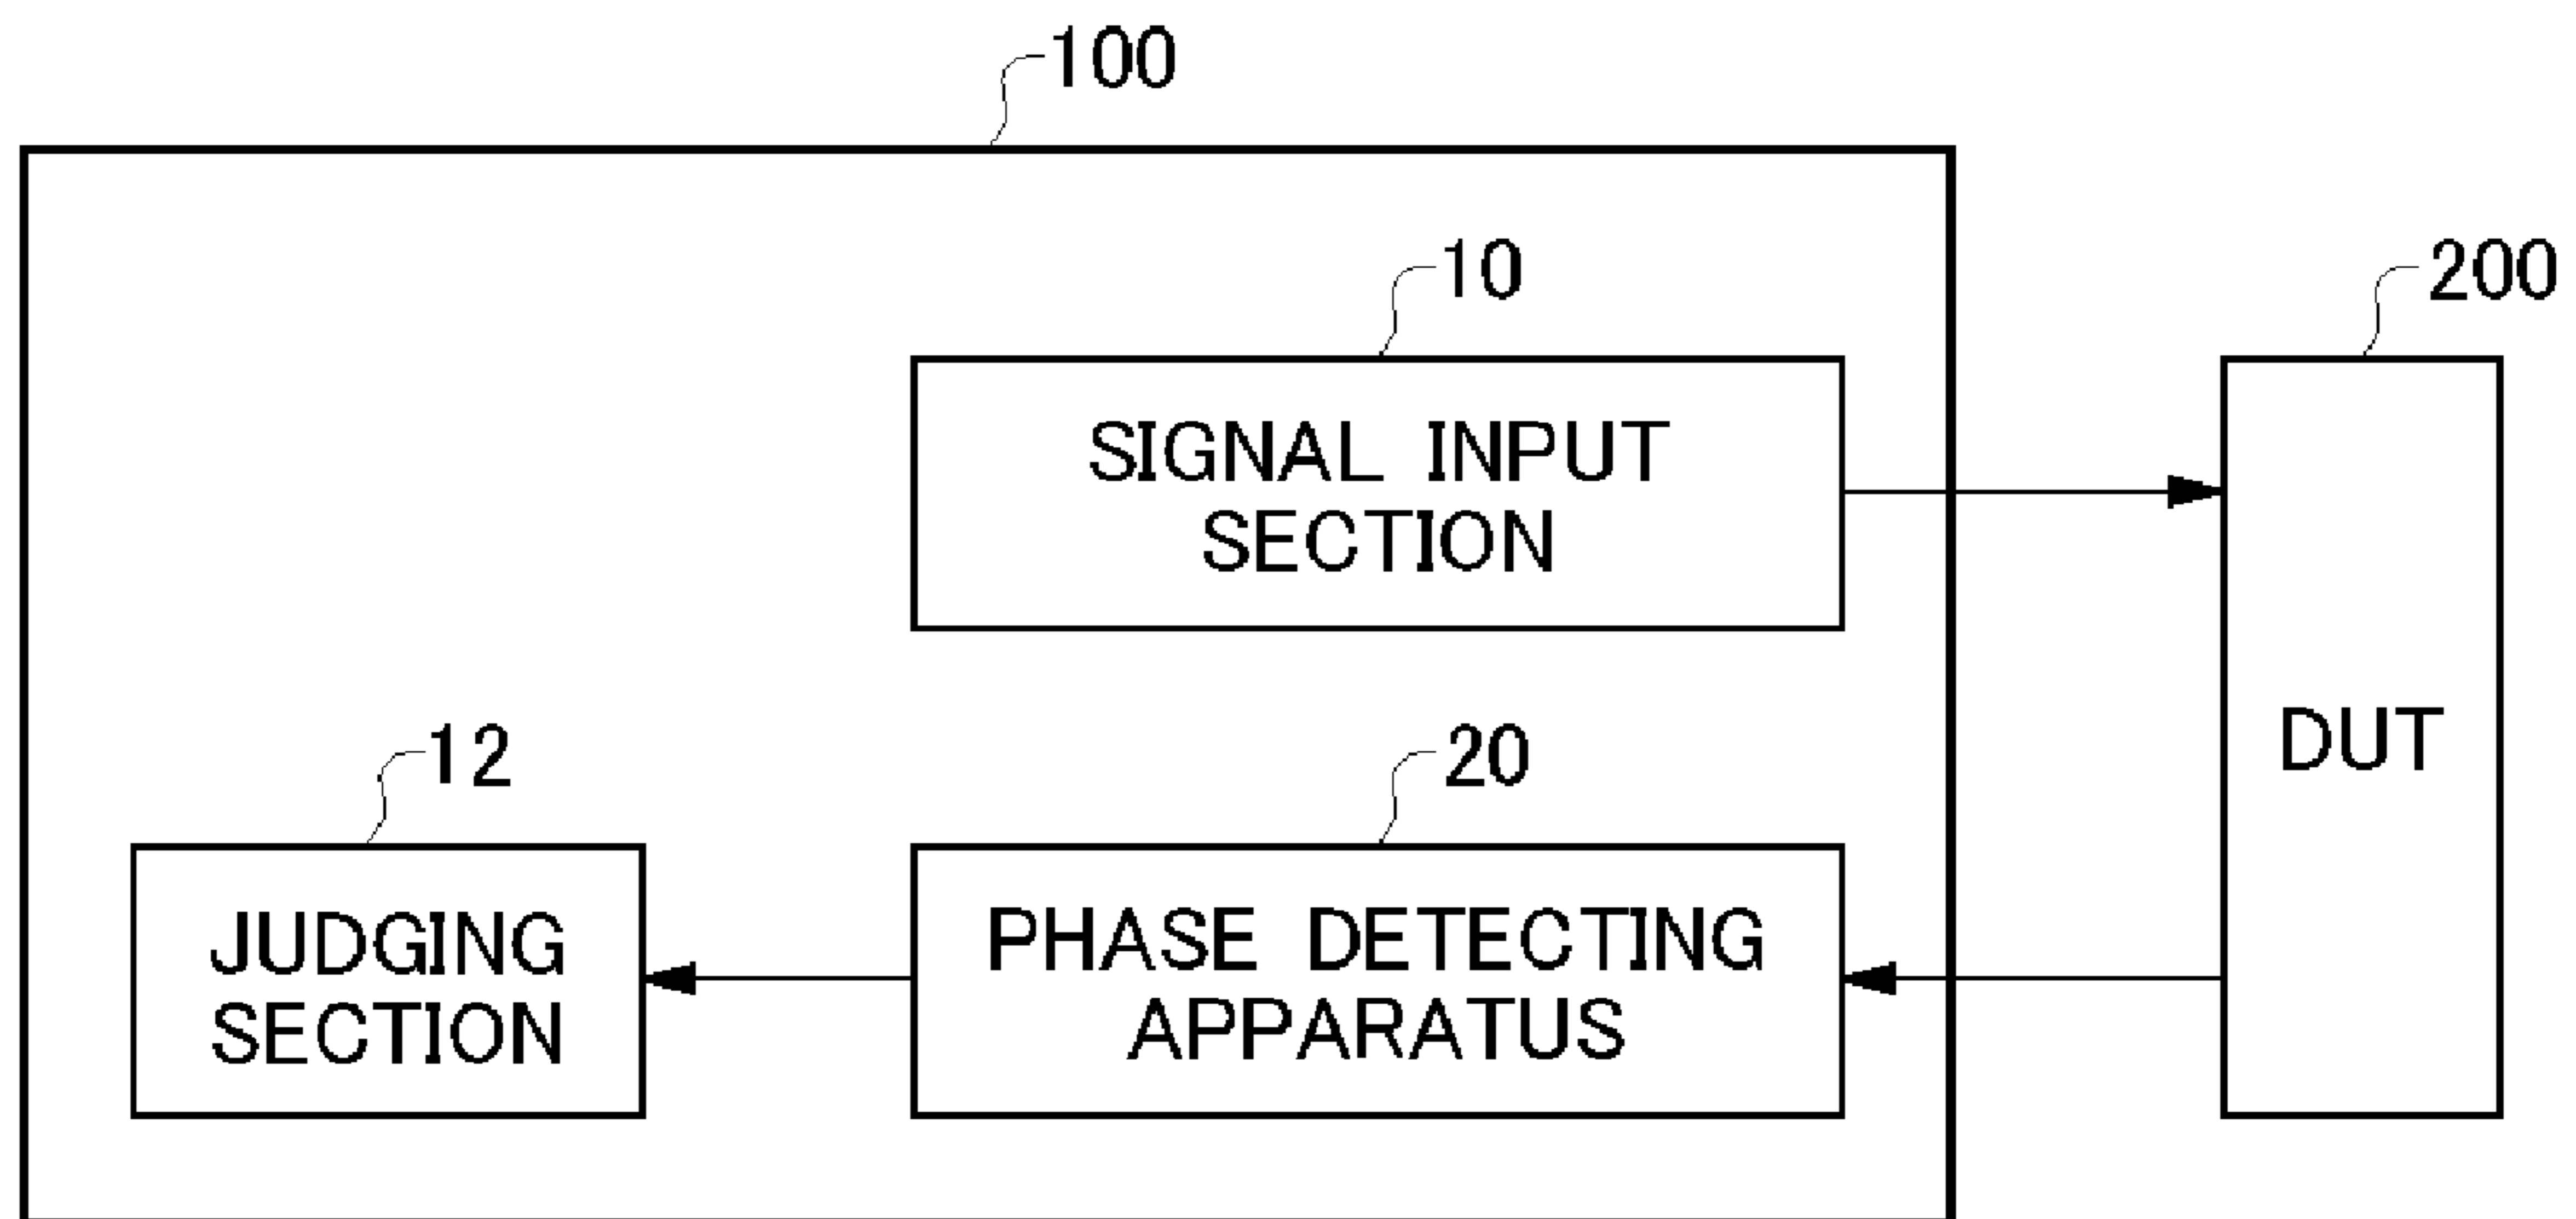 100
10
200
SIGNAL INPUT
SECTION
DUT
12
20
JUDGING
SECTION
PHASE DETECTING
APPARATUS